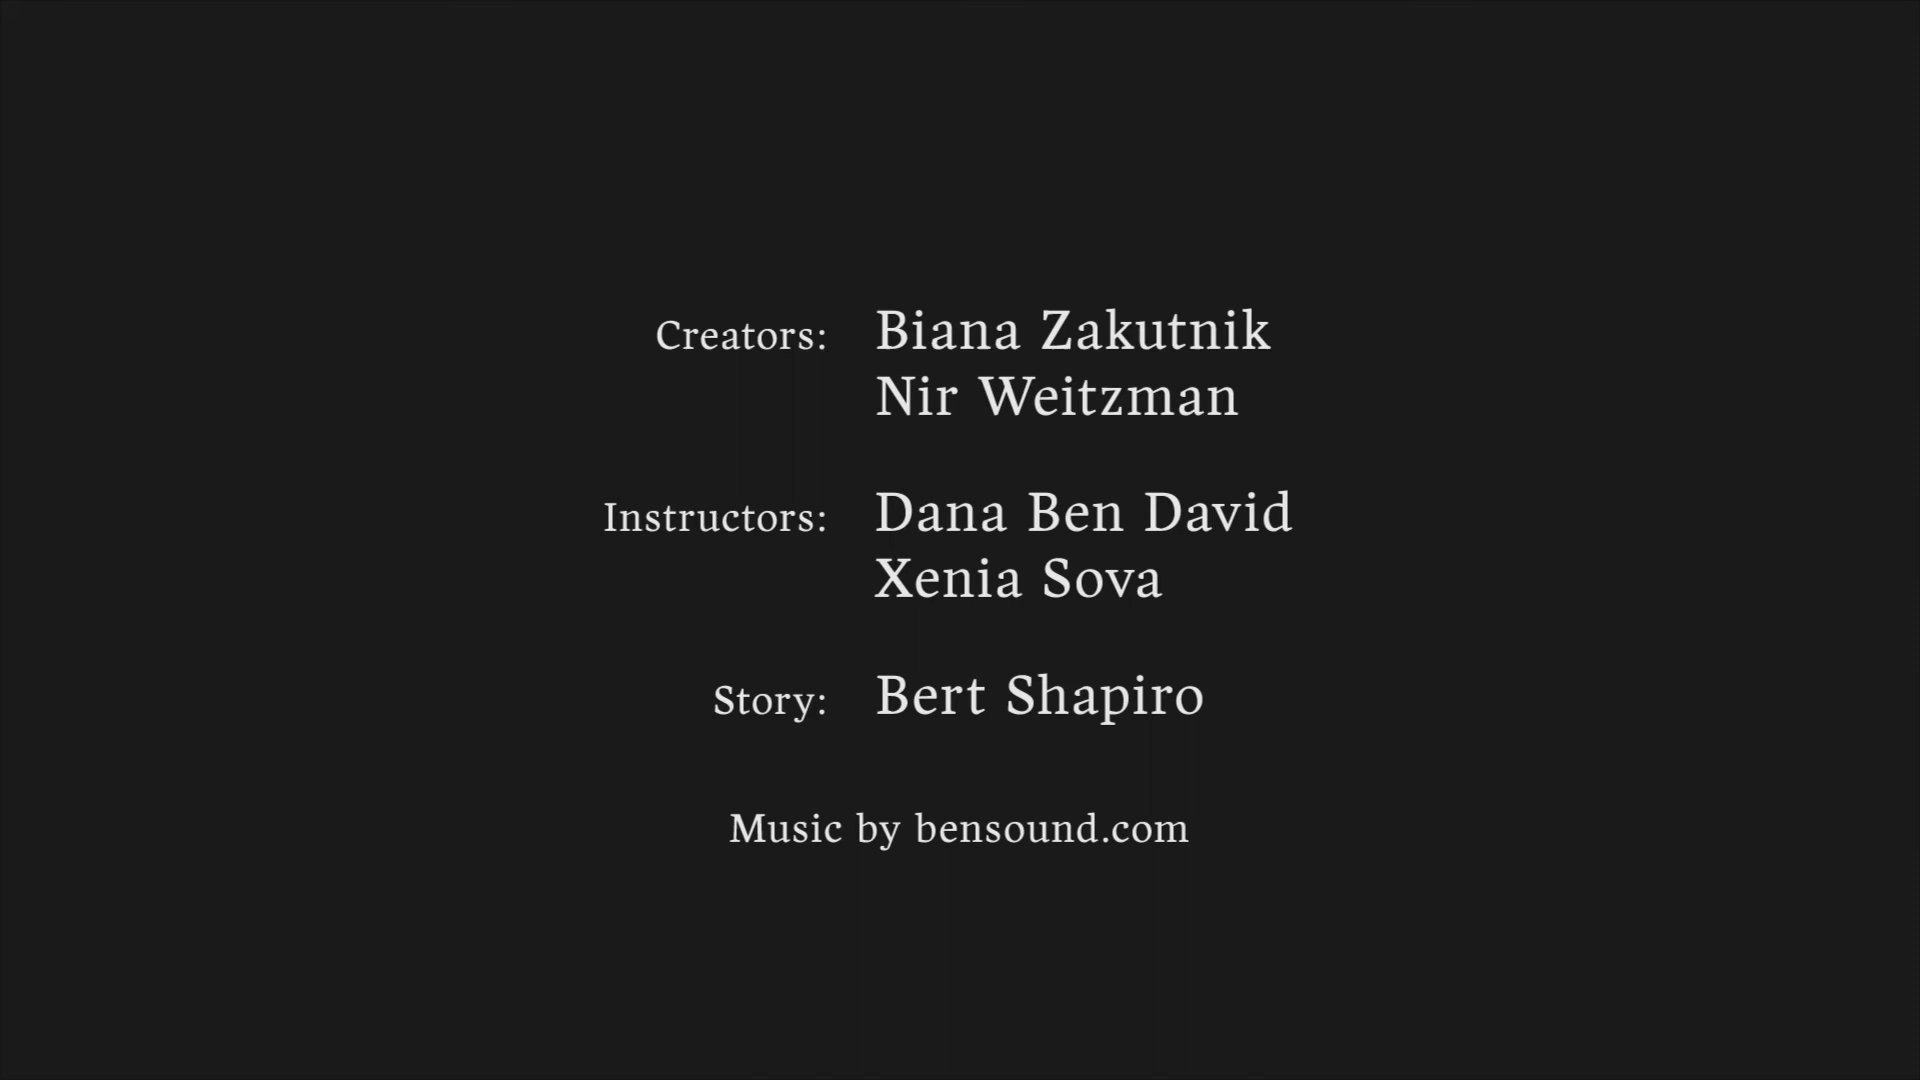 Creators: Biana Zakutnik
Nir Weitzman
Instructors: Dana Ben David
Xenia Sova
Story: Bert Shapiro
Music by bensound.com